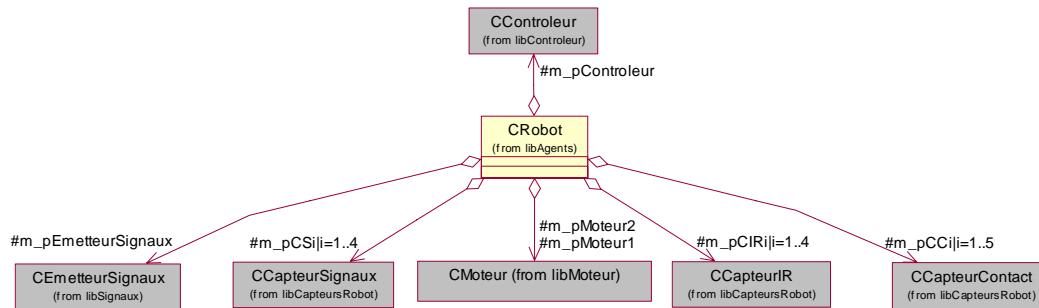 CControleur
(from libControleur)
#m_pControleur
CRobot
(from libAgents)
#m_pEmetteurSignaux
#m_pCSi|i=1..4
#m_pMoteur2
#m_pMoteur1
#m_pCIRi|i=1..4
#m_pCCi|i=1..5
CEmetteurSignaux
(from libSignaux)
CCapteurSignaux
(from libCapteursRobot)
CMoteur (from libMoteur)
CCapteurIR
(from libCapteursRobot)
CCapteurContact
(from libCapteursRobot)